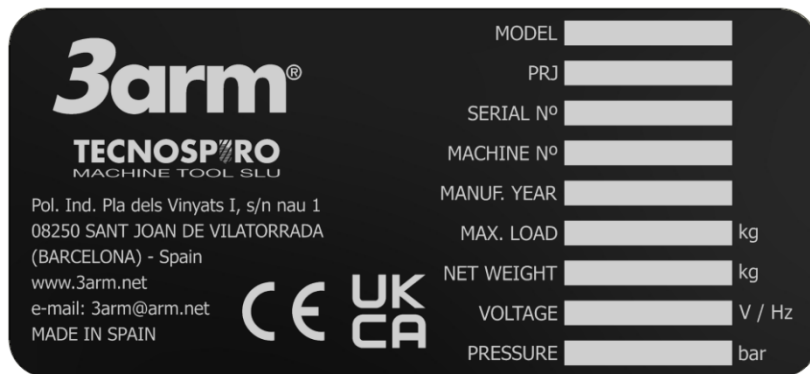 3arm®
TECNOSPIRO
MACHINE TOOL SLU
Pol. Ind. Pla dels Vinyats I, s/n nau 1
08250 SANT JOAN DE VILATORRADA
(BARCELONA) - Spain
www.3arm.net
e-mail: 3arm@arm.net
MADE IN SPAIN
CE
UK
CA
MODEL
PRJ
SERIAL Nº
MACHINE Nº
MANUF. YEAR
MAX. LOAD kg
NET WEIGHT kg
VOLTAGE V / Hz
PRESSURE bar